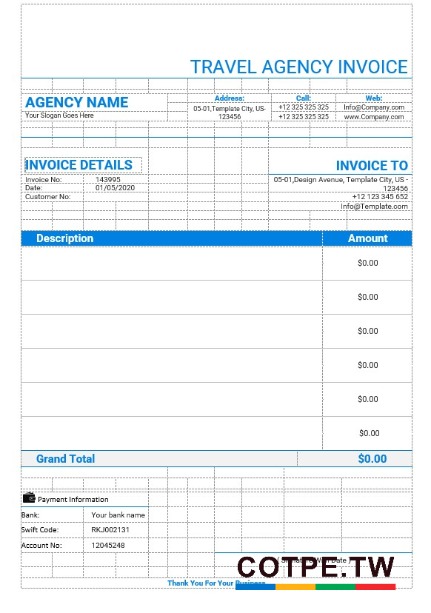 TRAVEL AGENCY INVOICE
AGENCY NAME
Your Slogan Goes Here
Address:
05-01,Template City, US-
123456
Call:
+12 325 325 325
+12 325 325 325
Web:
Info@Company.com
www.Company.com
INVOICE DETAILS
Invoice No: 143995
Date: 01/05/2020
Customer No:
INVOICE TO
05-01,Design Avenue, Template City, US -
123456
+12 123 345 652
Info@Template.com
Description Amount
$0.00
$0.00
$0.00
$0.00
$0.00
$0.00
Grand Total $0.00
Payment Information
Bank: Your bank name
Swift Code: RKJ002131
Account No: 12045248
Date
COTPE.TW
Thank You For Your Business